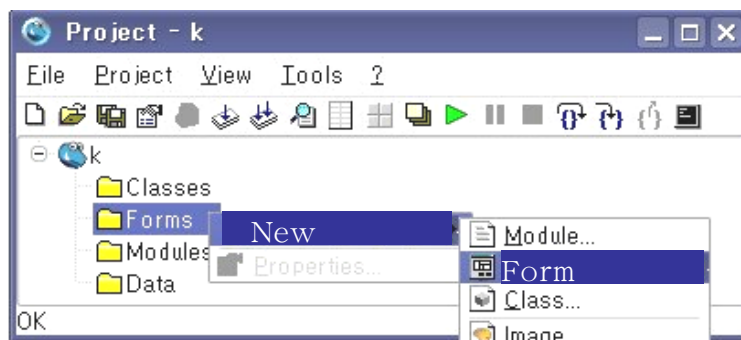 Project - k
File Project View Tools ?
k
Classes
Forms
New
Module...
Modules
Form
Properties...
Data
Class...
OK
Image